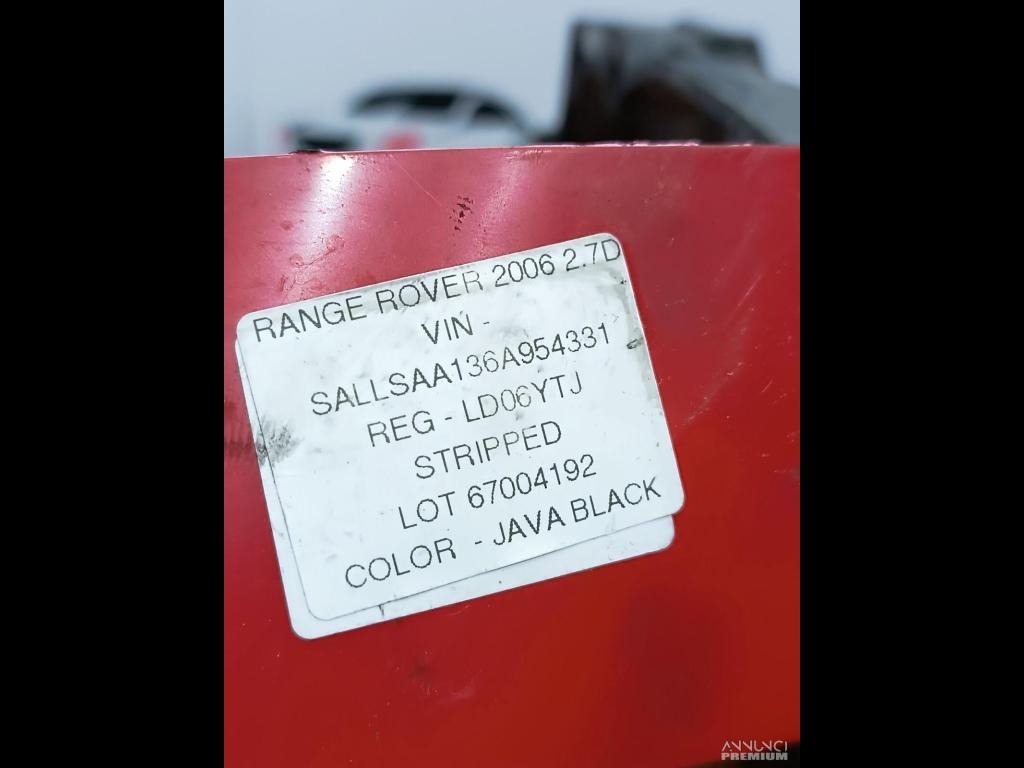 RANGE ROVER 2006 2.7D
VIN -
SALLSAA136A954331
REG - LD06YTJ
STRIPPED
LOT 67004192
COLOR - JAVA BLACK
ANNUNCI
PREMIUM